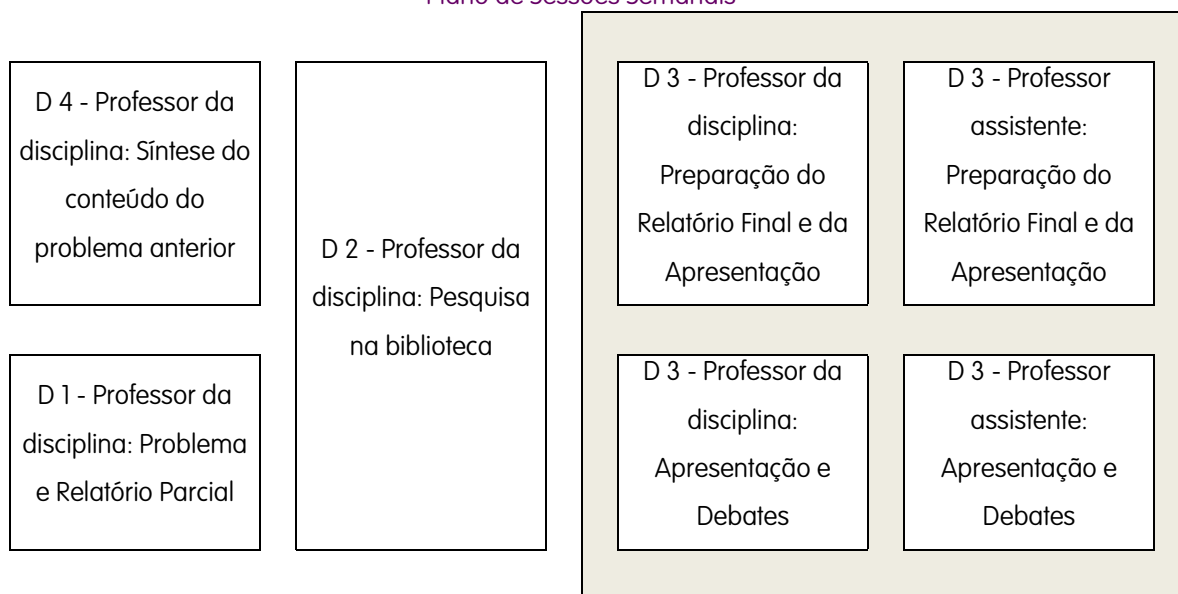 Plano de Sessões Semanais
D 4 - Professor da
disciplina: Síntese do
conteúdo do
problema anterior
D 1 - Professor da
disciplina: Problema
e Relatório Parcial
D 2 - Professor da
disciplina: Pesquisa
na biblioteca
D 3 - Professor da
disciplina:
Preparação do
Relatório Final e da
Apresentação
D 3 - Professor
assistente:
Preparação do
Relatório Final e da
Apresentação
D 3 - Professor da
disciplina:
Apresentação e
Debates
D 3 - Professor
assistente:
Apresentação e
Debates